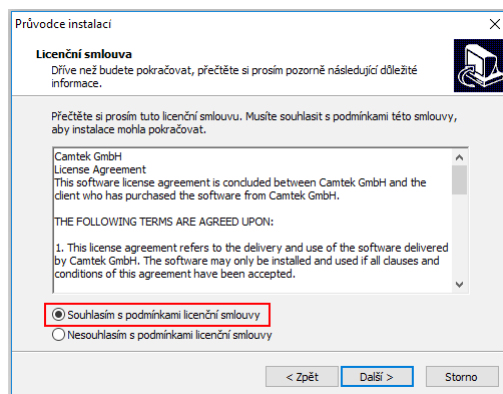 Průvodce instalací
Licenční smlouva
Dříve než budete pokračovat, přečtěte si prosím pozorně následující důležité
informace.
Přečtěte si prosím tuto licenční smlouvu. Musíte souhlasit s podmínkami této smlouvy,
aby instalace mohla pokračovat.
Camtek GmbH
License Agreement
This software license agreement is concluded between Camtek GmbH and the
client who has purchased the software from Camtek GmbH.
THE FOLLOWING TERMS ARE AGREED UPON:
1. This license agreement refers to the delivery and use of the software delivered
by Camtek GmbH. The software may only be installed and used if all clauses and
conditions of this agreement have been accepted.
Souhlasím s podmínkami licenční smlouvy
Nesouhlasím s podmínkami licenční smlouvy
< Zpět
Další >
Storno